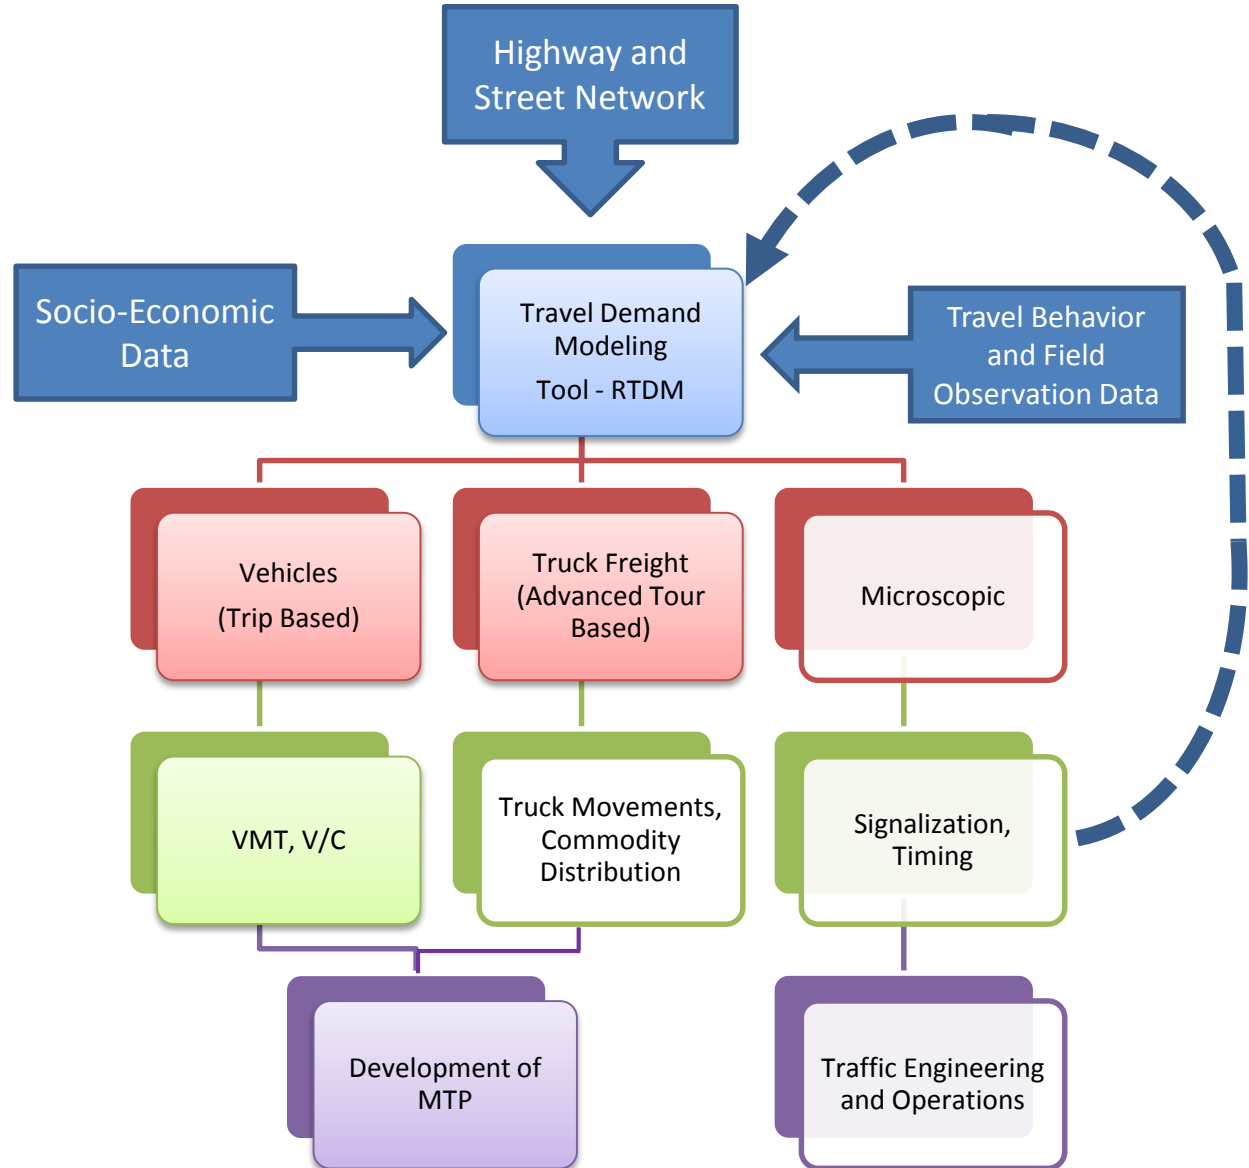 Highway and
Street Network
Socio-Economic
Data
Travel Demand
Modeling
Tool - RTDM
Travel Behavior
and Field
Observation Data
Vehicles
(Trip Based)
Truck Freight
(Advanced Tour
Based)
Microscopic
VMT, V/C
Truck Movements,
Commodity
Distribution
Signalization,
Timing
Development of
MTP
Traffic Engineering
and Operations